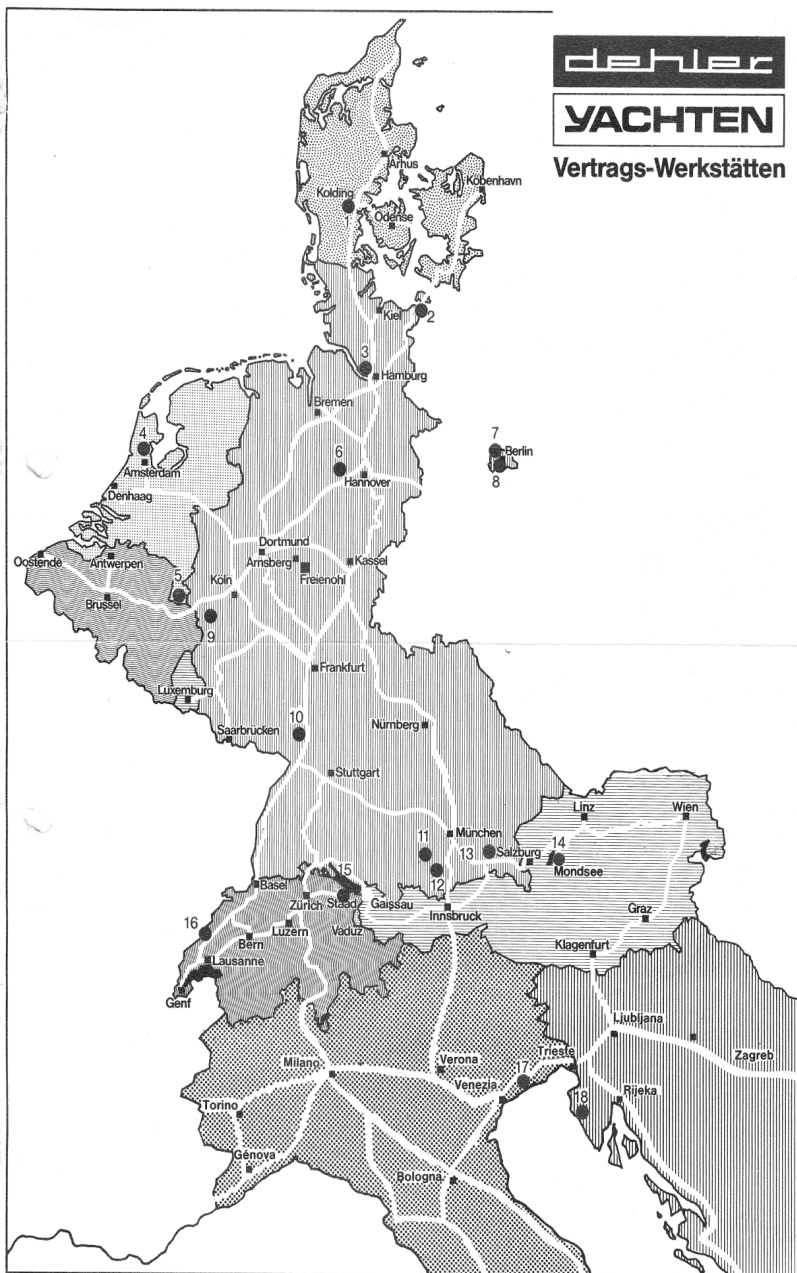 dehler
YACHTEN
Vertrags-Werkstätten
Århus
København
Kolding
1
Odense
Kiel
2
3
Hamburg
Bremen
4
7
Berlin
8
Amsterdam
6
Hannover
Denhaag
Dortmund
Oostende
Antwerpen
Arnsberg
Kassel
Freienohl
5
Köln
Brüssel
9
Frankfurt
Luxemburg
10
Nürnberg
Saarbrücken
Stuttgart
Linz
Wien
München
11
13
Salzburg
14
Mondsee
12
15
Basel
Zürich
Staad
Gaissau
Innsbruck
Graz
16
Luzern
Vaduz
Bern
Klagenfurt
Lausanne
Genf
Ljubljana
Trieste
Zagreb
Milano
Verona
17
Venezia
Rijeka
18
Torino
Génova
Bologna